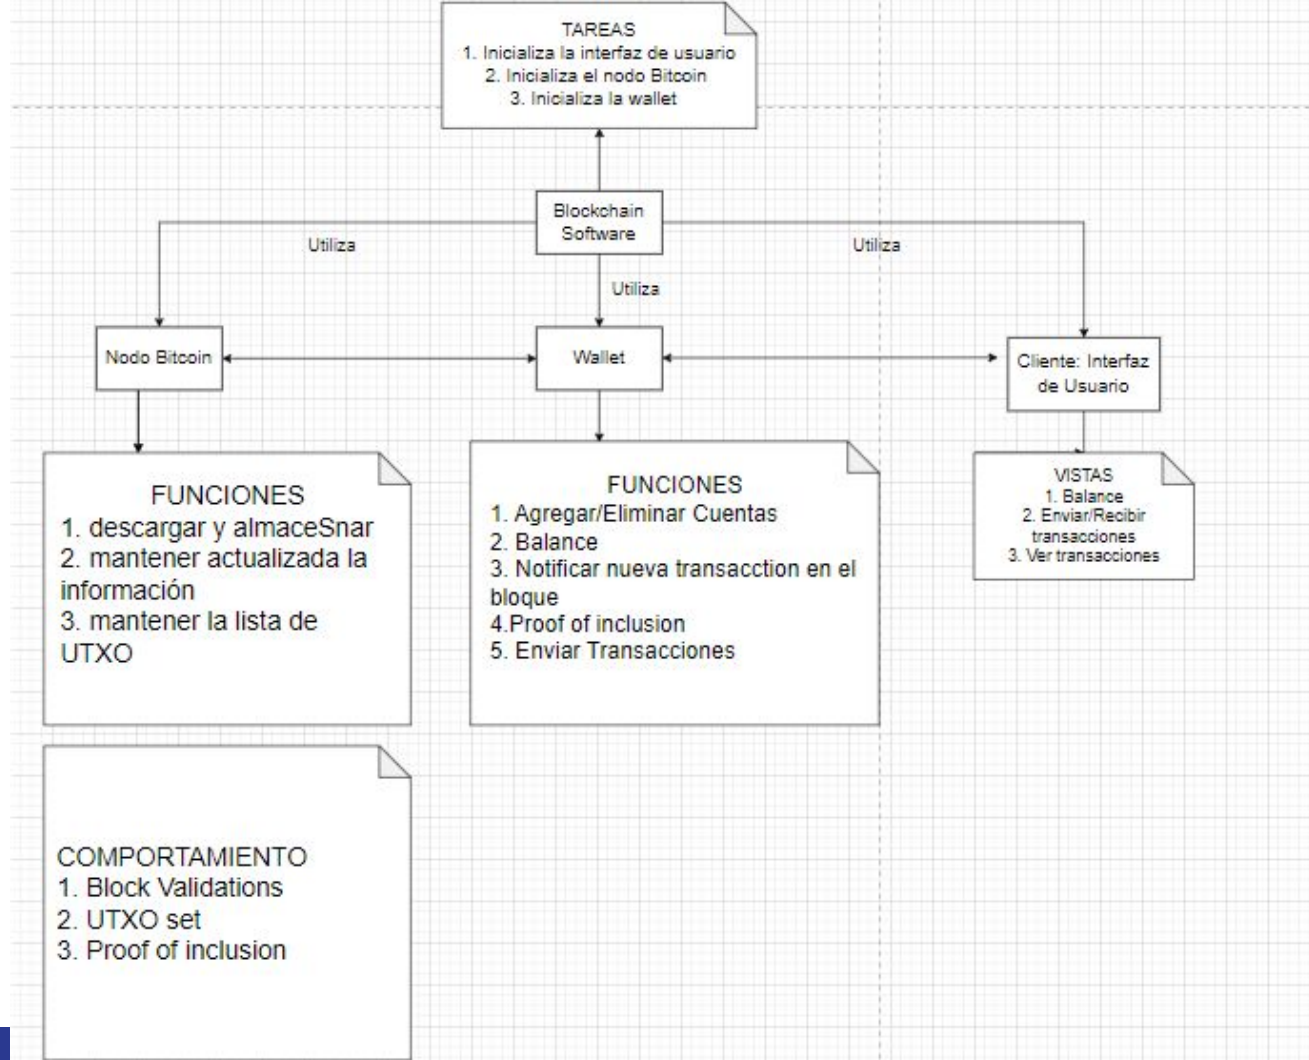 TAREAS
1. Inicializa la interfaz de usuario
2. Inicializa el nodo Bitcoin
3. Inicializa la wallet
Blockchain
Software
Utiliza
Utiliza
Utiliza
Nodo Bitcoin
Wallet
Cliente: Interfaz
de Usuario
FUNCIONES
1. descargar y almaceSnar
2. mantener actualizada la
información
3. mantener la lista de
UTXO
FUNCIONES
1. Agregar/Eliminar Cuentas
2. Balance
3. Notificar nueva transacction en el
bloque
4.Proof of inclusion
5. Enviar Transacciones
VISTAS
1. Balance
2. Enviar/Recibir
transacciones
3. Ver transacciones
COMPORTAMIENTO
1. Block Validations
2. UTXO set
3. Proof of inclusion